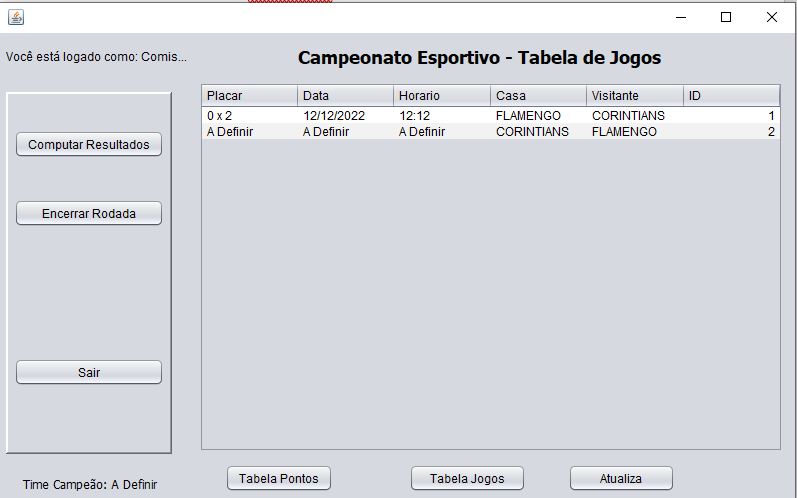 Você está logado como: Comis...
Campeonato Esportivo - Tabela de Jogos
Placar Data Horario Casa Visitante ID
0 x 2 12/12/2022 12:12 FLAMENGO CORINTIANS 1
A Definir A Definir A Definir CORINTIANS FLAMENGO 2
Computar Resultados
Encerrar Rodada
Sair
Time Campeão: A Definir
Tabela Pontos Tabela Jogos Atualiza